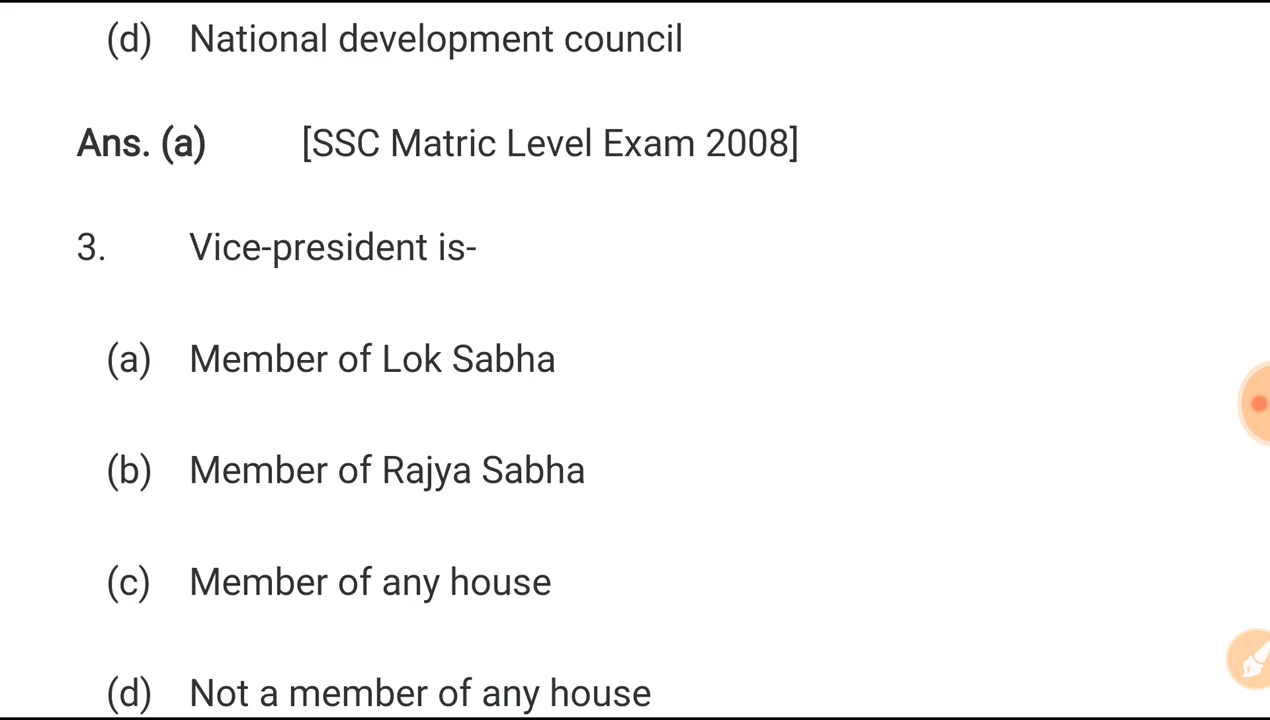 (d) National development council
Ans. (a) [SSC Matric Level Exam 2008]
3. Vice-president is-
(a) Member of Lok Sabha
(b) Member of Rajya Sabha
(c) Member of any house
(d) Not a member of any house